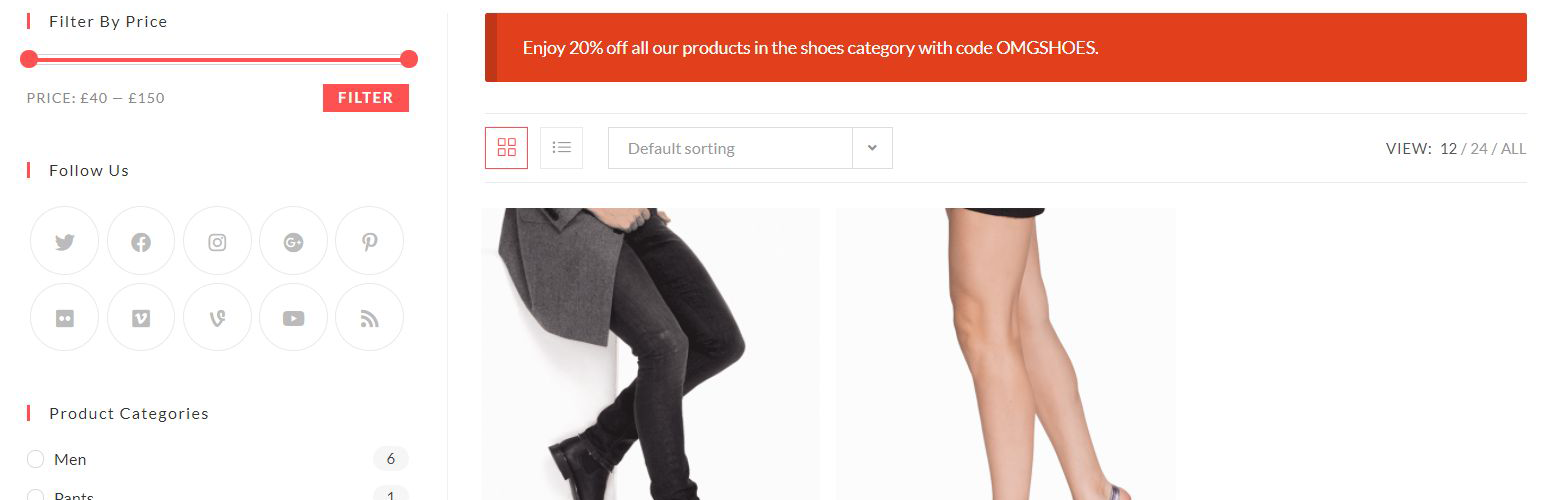 Filter By Price
PRICE: £40 — £150
FILTER
Follow Us
Product Categories
Men 6
Pants 1
Enjoy 20% off all our products in the shoes category with code OMGSHOES.
Default sorting
VIEW: 12 / 24 / ALL